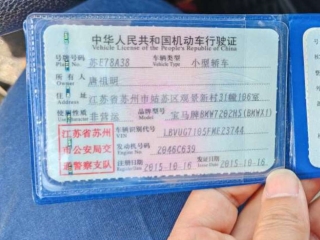 中华人民共和国机动车行驶证
Vehicle License of the People's Republic of China
号牌号码 苏E78A38 车辆类型 小型轿车
Plate No. Vehicle Type
所有人 唐祖明
Owner
住址 江苏省苏州市姑苏区观景新村31幢106室
Address
使用性质 非营运 品牌型号 宝马牌BMW7202HS(BMWX1)
江苏省苏州
市公安局交
通警察支队
车辆识别代号
VIN
发动机号码 2046C639
Engine No.
注册日期 2015-10-16 发证日期 2015-10-16
Register Date Issue Date